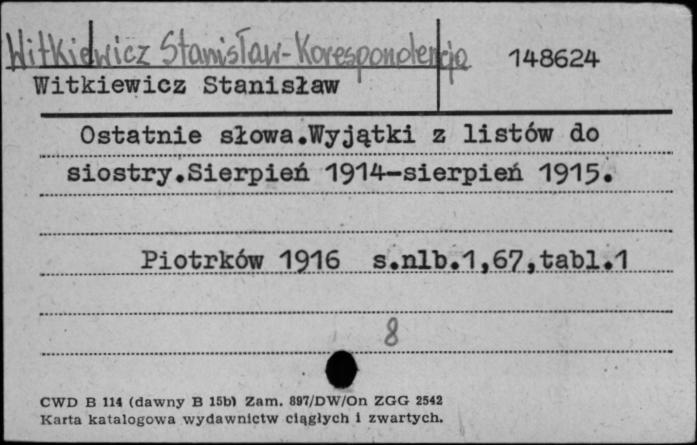 Witkiewicz Stanisław-Korespondencja 148624
Witkiewicz Stanisław
Ostatnie słowa.Wyjątki z listów do
siostry.Sierpień 1914-sierpień 1915.
Piotrków 1916 s.nlb.1,67,tabl.1
8
CWD B 114 (dawny B 15b) Zam. 897/DW/On ZGG 2542
Karta katalogowa wydawnictw ciągłych i zwartych.